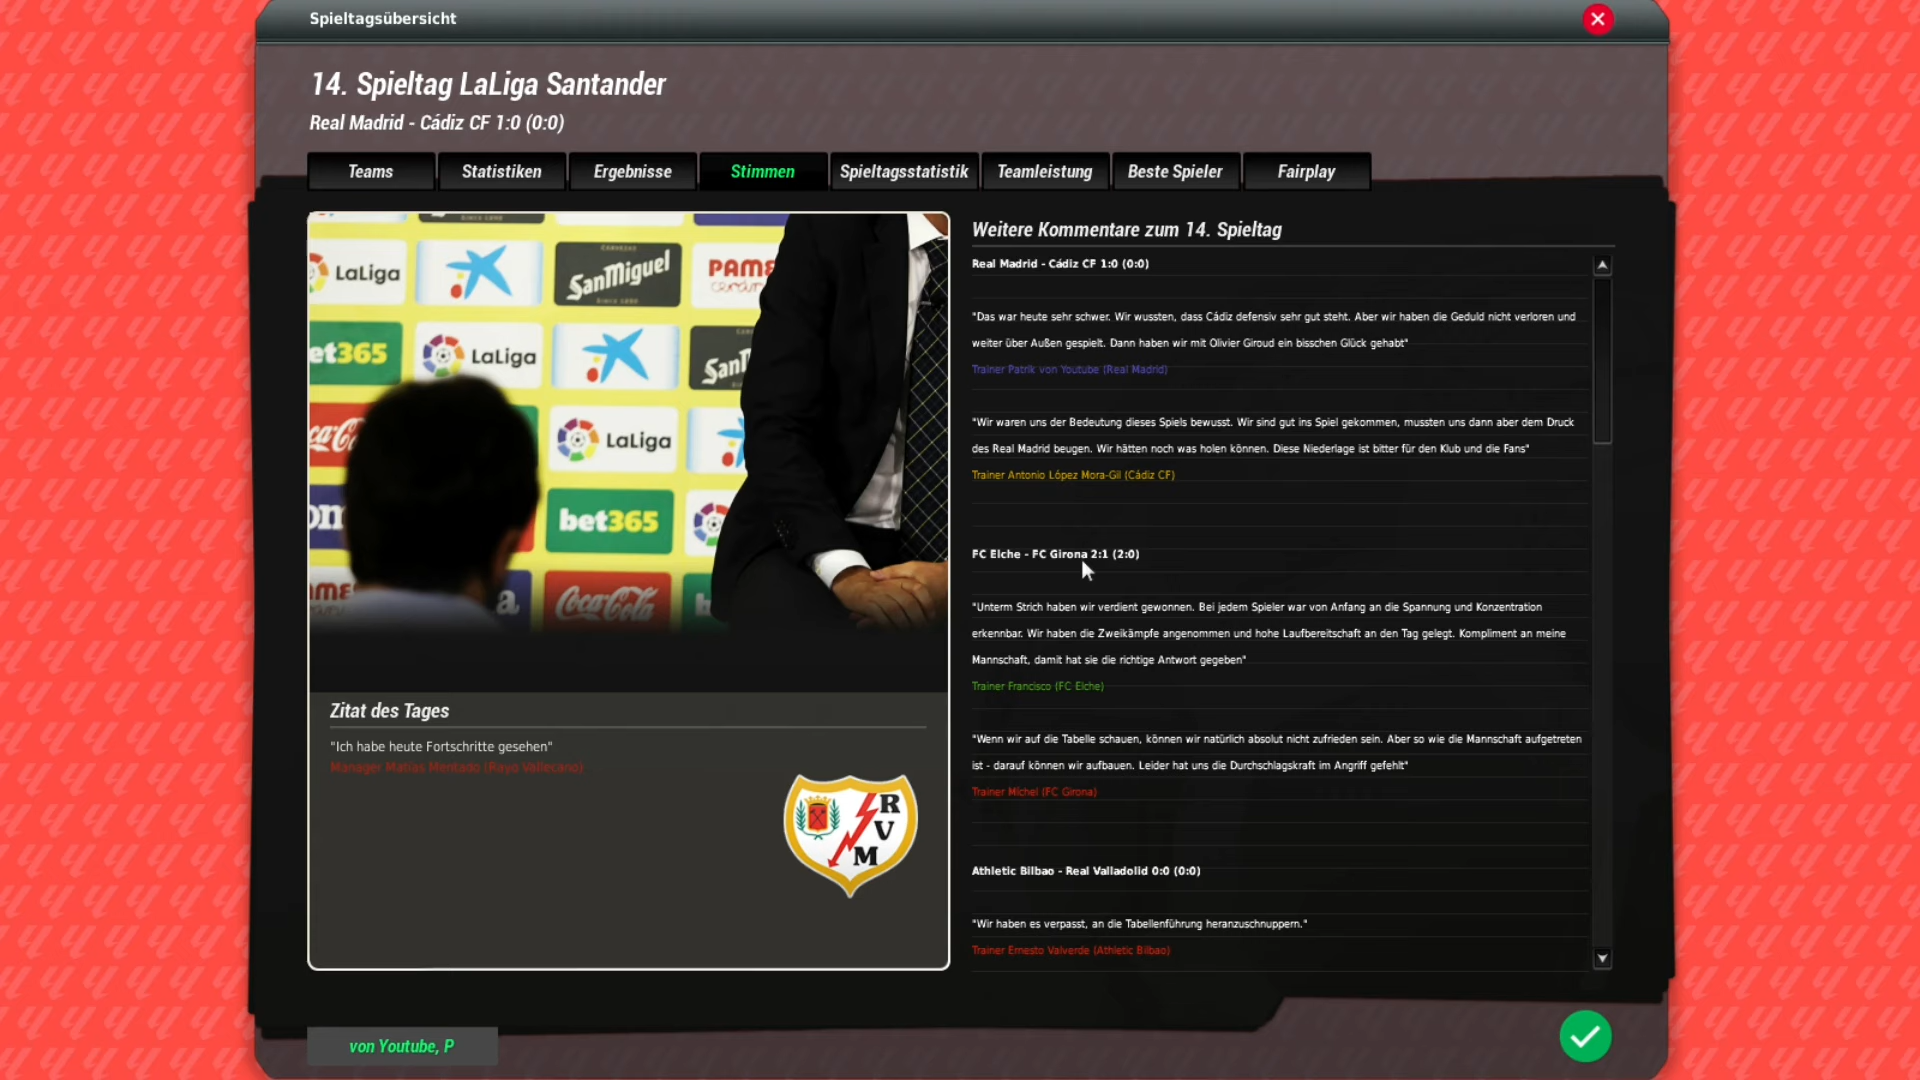 Spieltagsübersicht
14. Spieltag LaLiga Santander
Real Madrid - Cádiz CF 1:0 (0:0)
Teams
Statistiken
Ergebnisse
Stimmen
Spieltagsstatistik
Teamleistung
Beste Spieler
Fairplay
LaLiga
SanMiguel
PAME
et365
LaLiga
San
ca-Co
LaLiga
om
bet365
AME
a
Coca-Cola
b
Zitat des Tages
"Ich habe heute Fortschritte gesehen"
Manager Matías Mentado (Rayo Vallecano)
R
V
M
Weitere Kommentare zum 14. Spieltag
Real Madrid - Cádiz CF 1:0 (0:0)
"Das war heute sehr schwer. Wir wussten, dass Cádiz defensiv sehr gut steht. Aber wir haben die Geduld nicht verloren und
weiter über Außen gespielt. Dann haben wir mit Olivier Giroud ein bisschen Glück gehabt"
Trainer Patrik von Youtube (Real Madrid)
"Wir waren uns der Bedeutung dieses Spiels bewusst. Wir sind gut ins Spiel gekommen, mussten uns dann aber dem Druck
des Real Madrid beugen. Wir hätten noch was holen können. Diese Niederlage ist bitter für den Klub und die Fans"
Trainer Antonio López Mora-Gil (Cádiz CF)
FC Elche - FC Girona 2:1 (2:0)
"Unterm Strich haben wir verdient gewonnen. Bei jedem Spieler war von Anfang an die Spannung und Konzentration
erkennbar. Wir haben die Zweikämpfe angenommen und hohe Laufbereitschaft an den Tag gelegt. Kompliment an meine
Mannschaft, damit hat sie die richtige Antwort gegeben"
Trainer Francisco (FC Elche)
"Wenn wir auf die Tabelle schauen, können wir natürlich absolut nicht zufrieden sein. Aber so wie die Mannschaft aufgetreten
ist - darauf können wir aufbauen. Leider hat uns die Durchschlagskraft im Angriff gefehlt"
Trainer Míchel (FC Girona)
Athletic Bilbao - Real Valladolid 0:0 (0:0)
"Wir haben es verpasst, an die Tabellenführung heranzuschnuppern."
Trainer Ernesto Valverde (Athletic Bilbao)
von Youtube, P